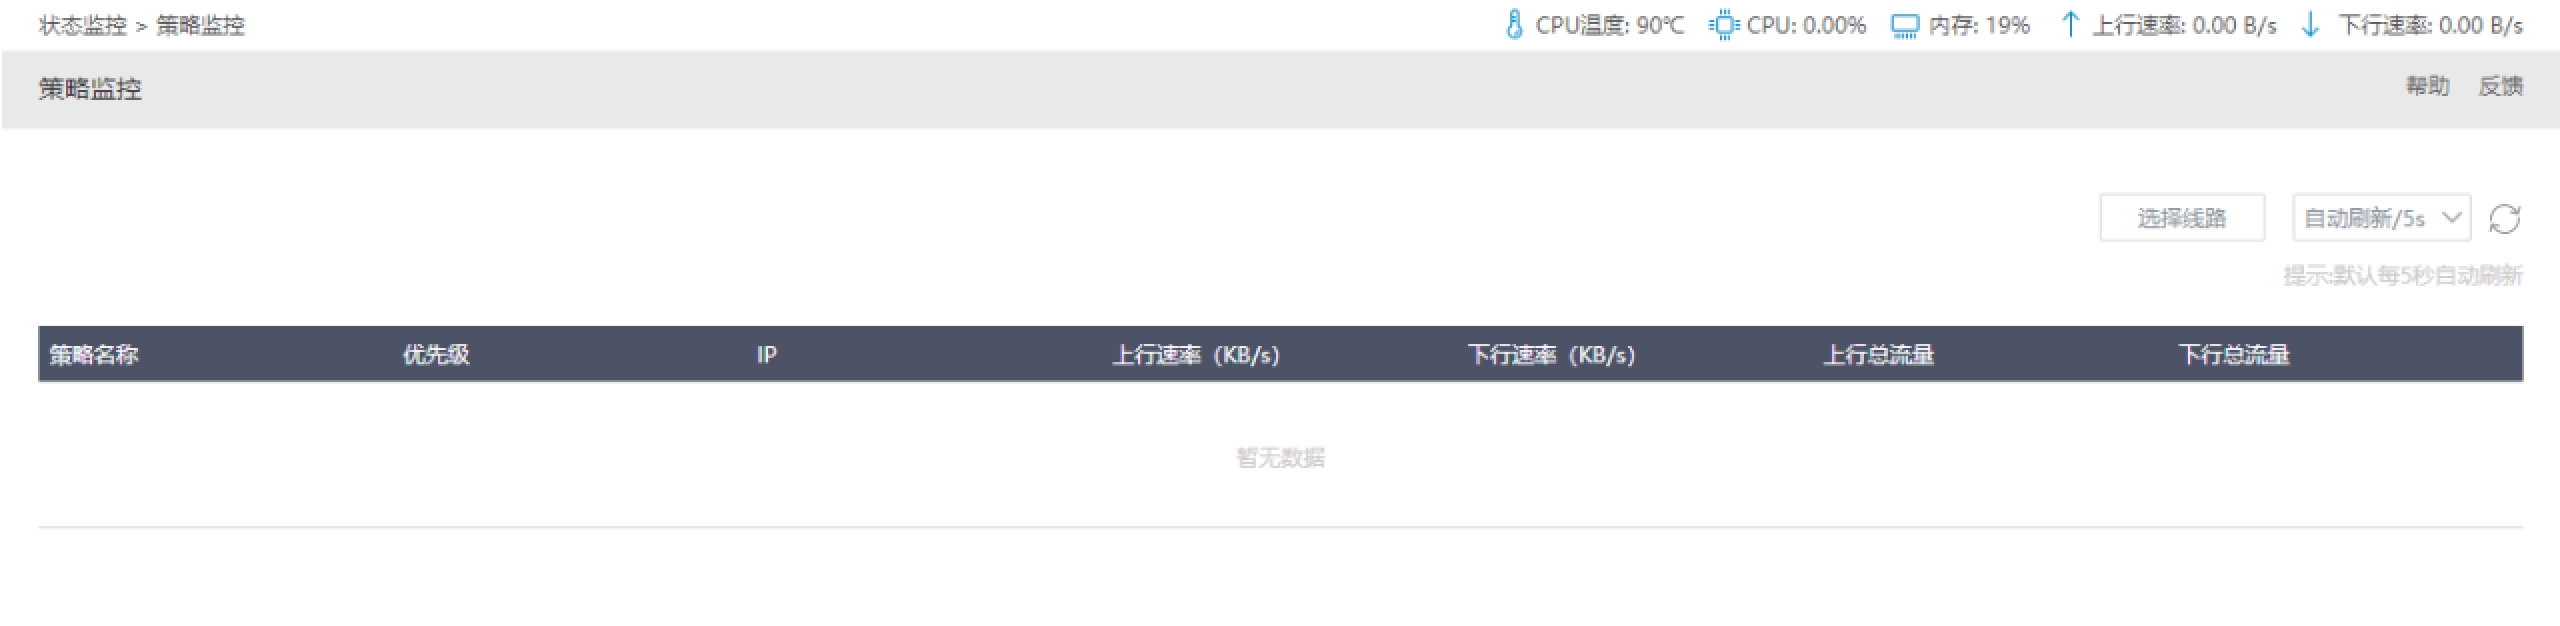 状态监控 > 策略监控 CPU温度: 90℃ CPU: 0.00% 内存: 19% 上行速率: 0.00 B/s 下行速率: 0.00 B/s
策略监控 帮助 反馈
选择线路 自动刷新/5s
提示:默认每5秒自动刷新
策略名称 优先级 IP 上行速率（KB/s） 下行速率（KB/s） 上行总流量 下行总流量
暂无数据